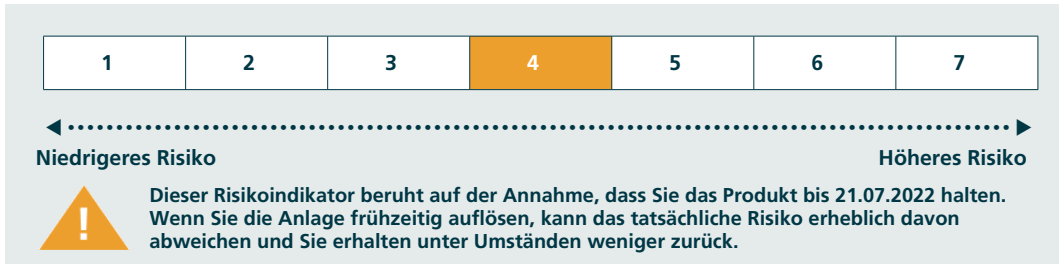 1 2 3 4 5 6 7
Niedrigeres Risiko Höheres Risiko
Dieser Risikoindikator beruht auf der Annahme, dass Sie das Produkt bis 21.07.2022 halten.
Wenn Sie die Anlage frühzeitig auflösen, kann das tatsächliche Risiko erheblich davon
abweichen und Sie erhalten unter Umständen weniger zurück.